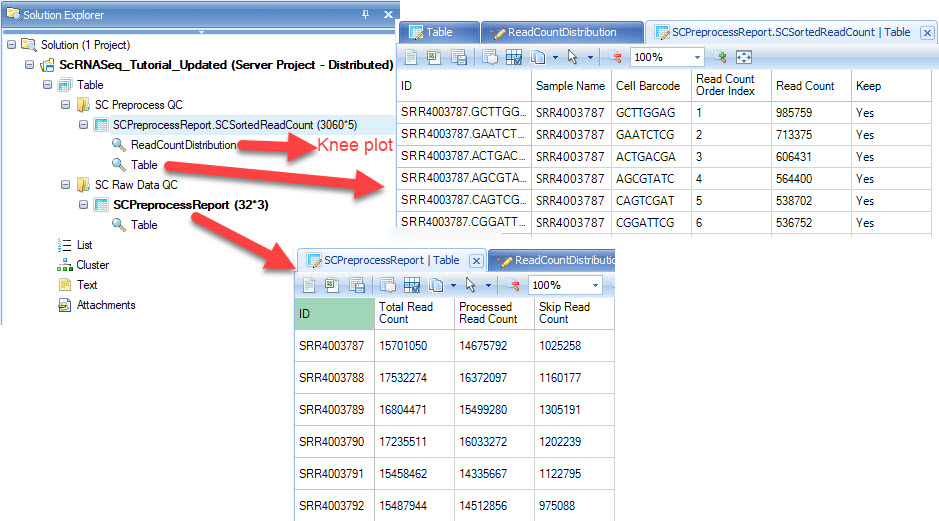 Solution Explorer
Solution (1 Project)
ScRNASeq_Tutorial_Updated (Server Project - Distributed)
Table
SC Preprocess QC
SCPreprocessReport.SCSortedReadCount (3060*5)
ReadCountDistribution
Knee plot
Table
SC Raw Data QC
SCPreprocessReport (32*3)
Table
List
Cluster
Text
Attachments
Table ReadCountDistribution SCPreprocessReport.SCSortedReadCount | Table
100%
ID Sample Name Cell Barcode Read Count Order Index Read Count Keep
SRR4003787.GCTTGG... SRR4003787 GCTTGGAG 1 985759 Yes
SRR4003787.GAATCT... SRR4003787 GAATCTCG 2 713375 Yes
SRR4003787.ACTGAC... SRR4003787 ACTGACGA 3 606431 Yes
SRR4003787.AGCGTA... SRR4003787 AGCGTATC 4 564400 Yes
SRR4003787.CAGTCG... SRR4003787 CAGTCGAT 5 538702 Yes
SRR4003787.CGGATT... SRR4003787 CGGATTCG 6 536752 Yes
SCPreprocessReport | Table ReadCountDistributio
100%
ID Total Read Count Processed Read Count Skip Read Count
SRR4003787 15701050 14675792 1025258
SRR4003788 17532274 16372097 1160177
SRR4003789 16804471 15499280 1305191
SRR4003790 17235511 16033272 1202239
SRR4003791 15458462 14335667 1122795
SRR4003792 15487944 14512856 975088